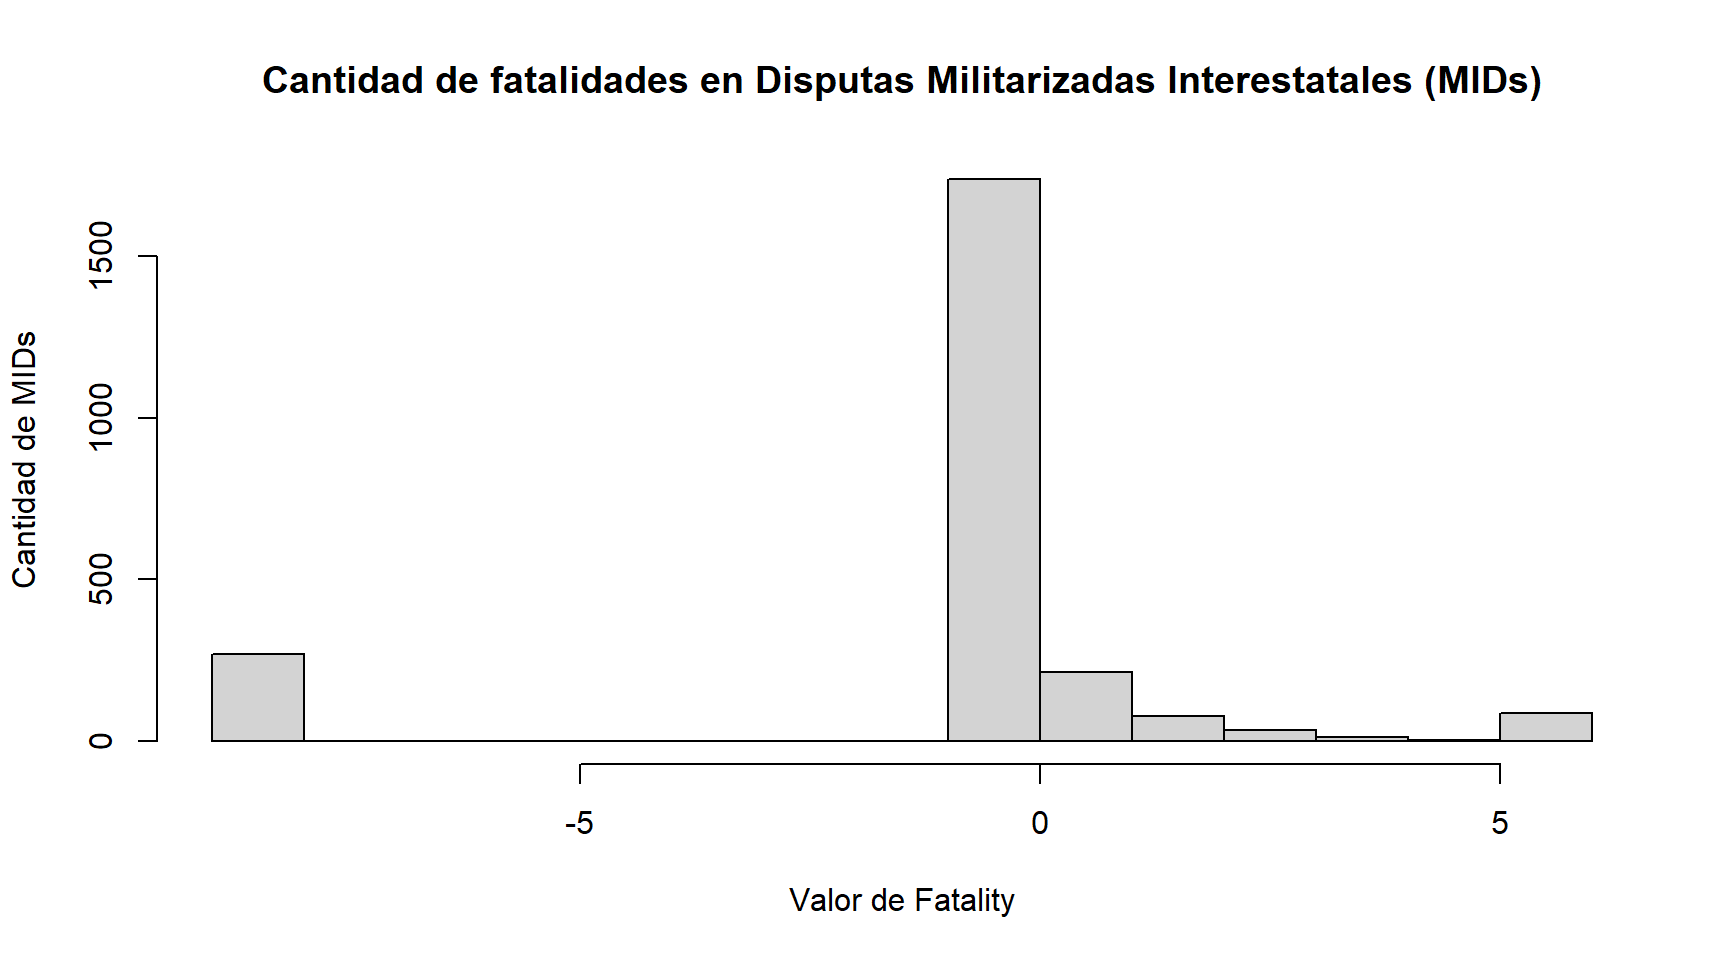 Cantidad de fatalidades en Disputas Militarizadas Interestatales (MIDs)
Cantidad de MIDs
1500
1000
500
0
-5
0
5
Valor de Fatality